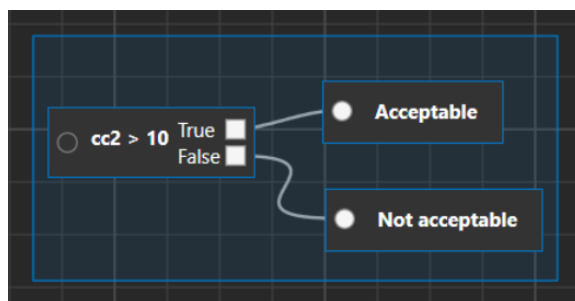 cc2 > 10
True
False
Acceptable
Not acceptable